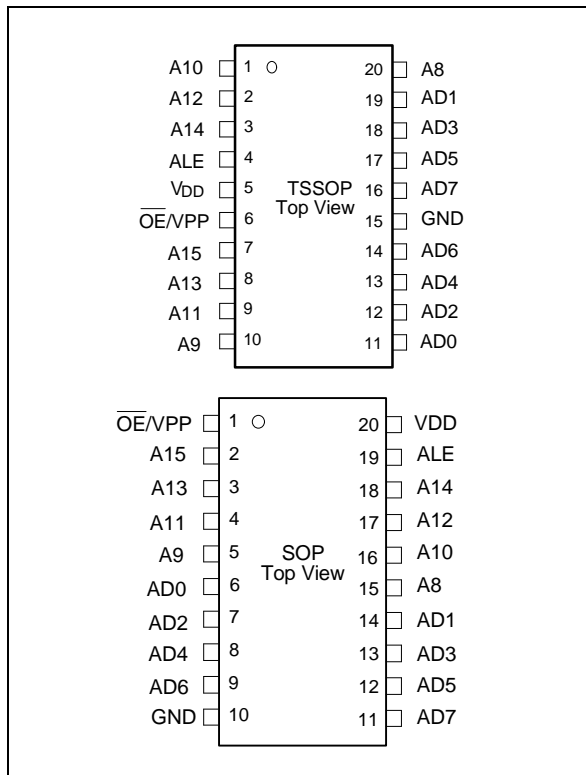 A10 1 20 A8
A12 2 19 AD1
A14 3 18 AD3
ALE 4 17 AD5
VDD 5 TSSOP 16 AD7
Top View
OE/VPP 6 15 GND
A15 7 14 AD6
A13 8 13 AD4
A11 9 12 AD2
A9 10 11 AD0
OE/VPP 1 20 VDD
A15 2 19 ALE
A13 3 18 A14
A11 4 17 A12
A9 5 SOP 16 A10
Top View
AD0 6 15 A8
AD2 7 14 AD1
AD4 8 13 AD3
AD6 9 12 AD5
GND 10 11 AD7